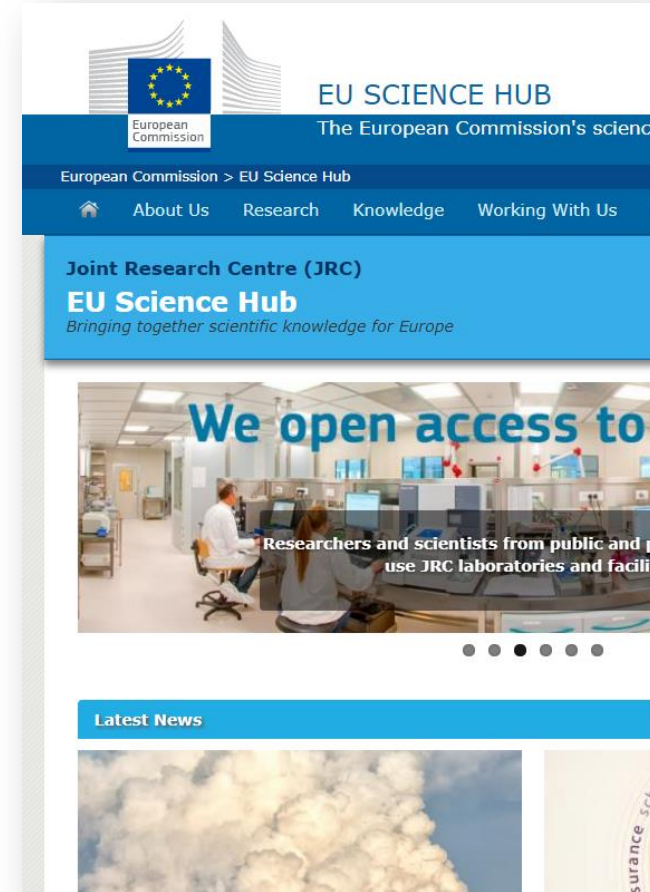 EU SCIENCE HUB
European
Commission
The European Commission's scienc
European Commission > EU Science Hub
About Us Research Knowledge Working With Us
Joint Research Centre (JRC)
EU Science Hub
Bringing together scientific knowledge for Europe
We open access to
Researchers and scientists from public and p
use JRC laboratories and facili
Latest News
surance